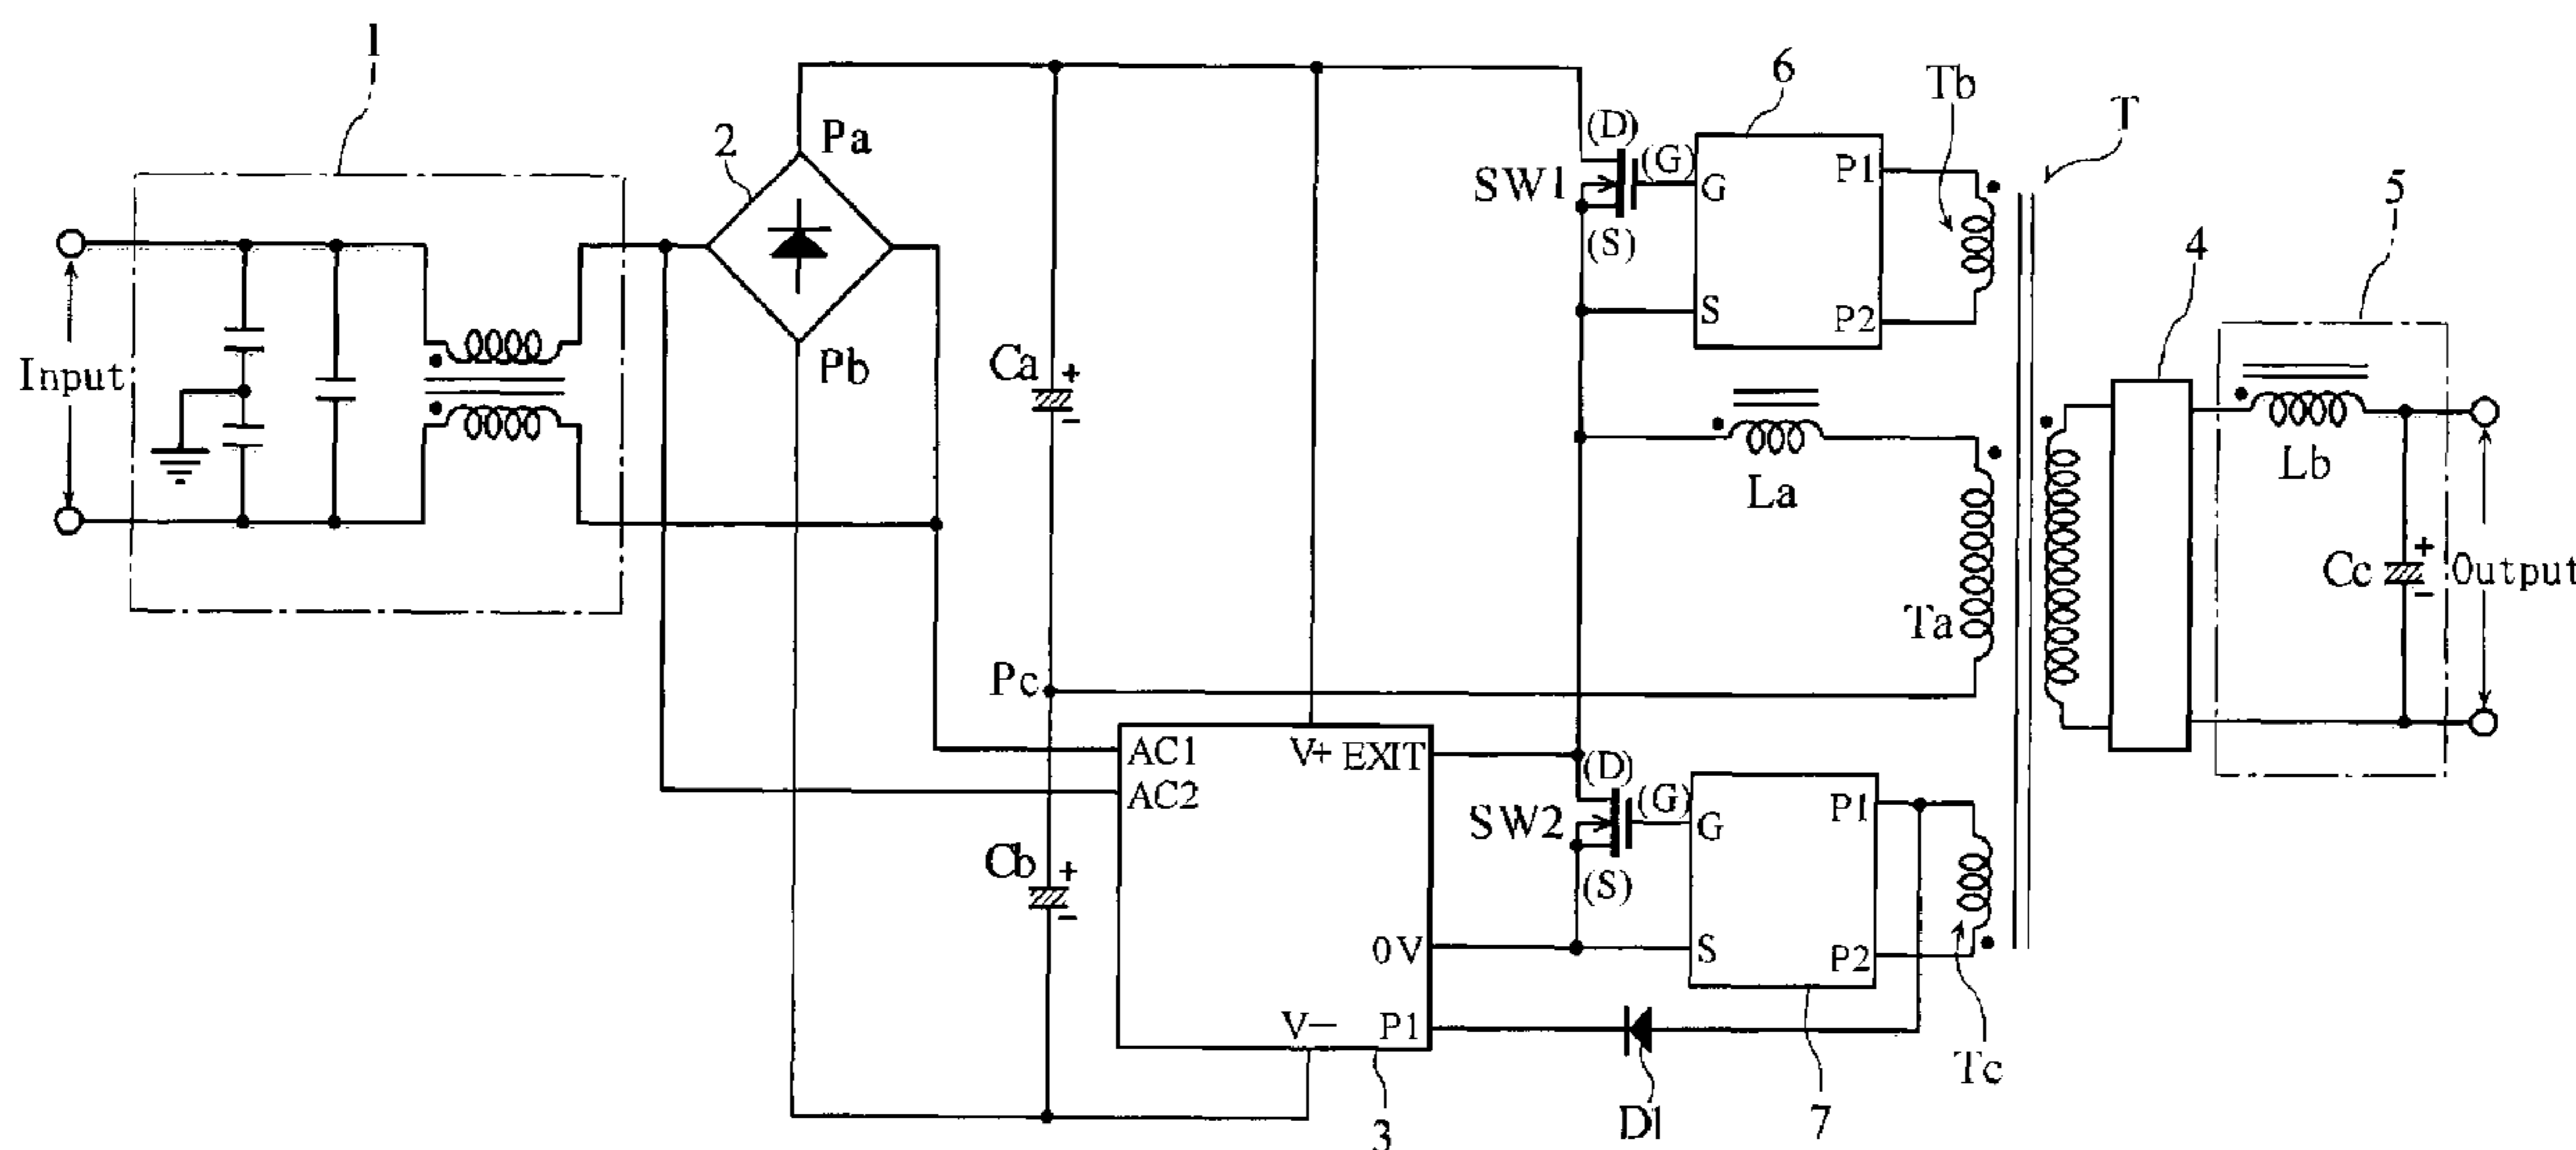 1
2
Pa
Pb
Input
Ca
+
-
Pc
Cb
+
-
AC1
AC2
V+
EXIT
0V
V-
P1
3
SW1
(D)
(G)
(S)
6
G
S
P1
P2
Tb
T
La
Ta
SW2
(D)
(G)
(S)
G
S
P1
P2
7
Tc
D1
4
5
Lb
Cc
+
-
Output